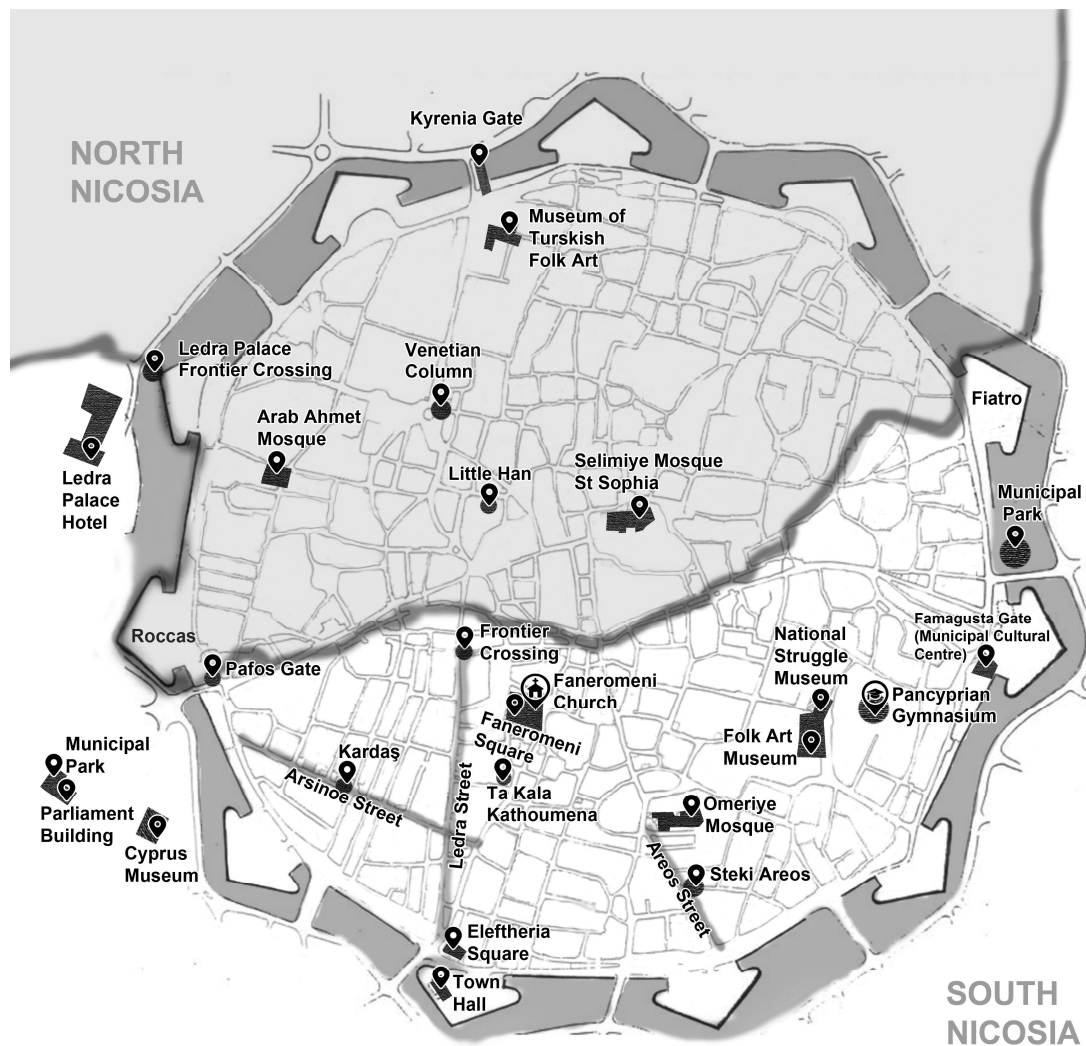 Kyrenia Gate
NORTH
NICOSIA
Museum of
Turskish
Folk Art
Ledra Palace
Frontier Crossing
Venetian
Column
Fiatro
Arab Ahmet
Mosque
Ledra
Palace
Hotel
Little Han
Selimiye Mosque
St Sophia
Municipal
Park
Roccas
Pafos Gate
Frontier
Crossing
National
Struggle
Museum
Famagusta Gate
(Municipal Cultural
Centre)
Faneromeni
Church
Pancyprian
Gymnasium
Faneromeni
Square
Folk Art
Museum
Municipal
Park
Parliament
Building
Kardaş
Arsinoe Street
Ledra Street
Ta Kala
Kathoumena
Omeriye
Mosque
Cyprus
Museum
Areos Street
Steki Areos
Eleftheria
Square
Town
Hall
SOUTH
NICOSIA